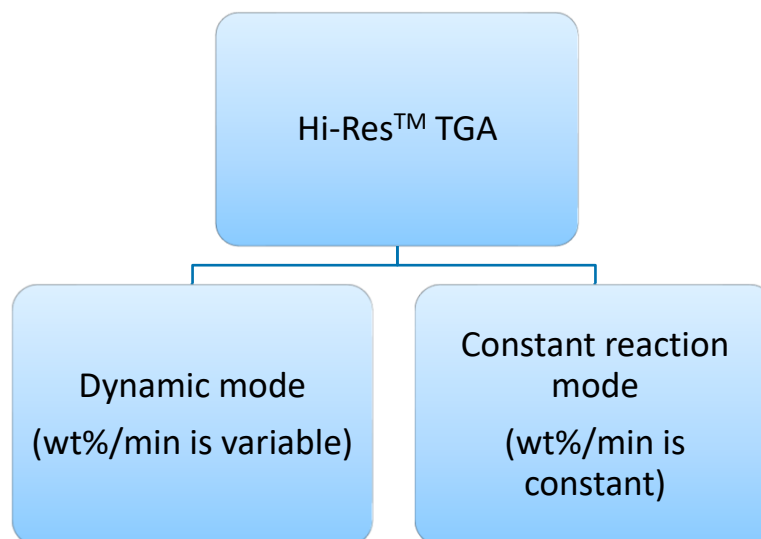 Hi-Res™ TGA
Dynamic mode
(wt%/min is variable)
Constant reaction
mode
(wt%/min is
constant)